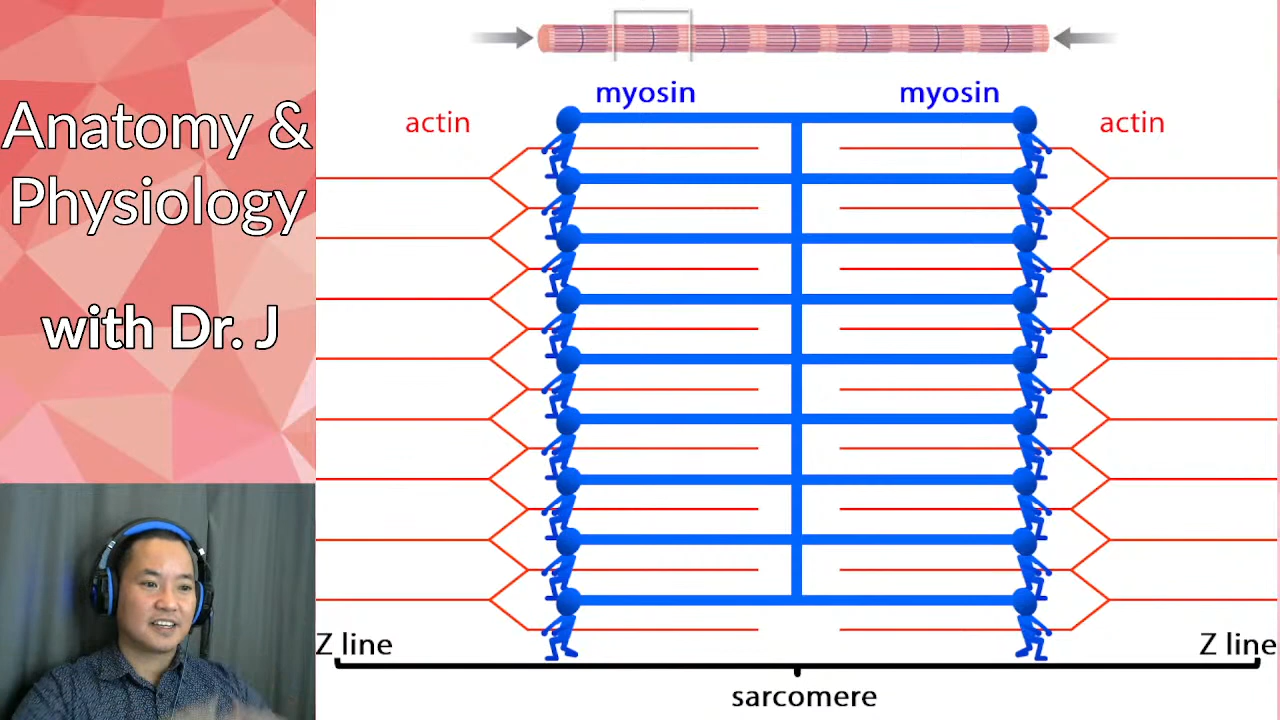 Anatomy &
Physiology
with Dr. J
myosin
myosin
actin
actin
Z line
Z line
sarcomere